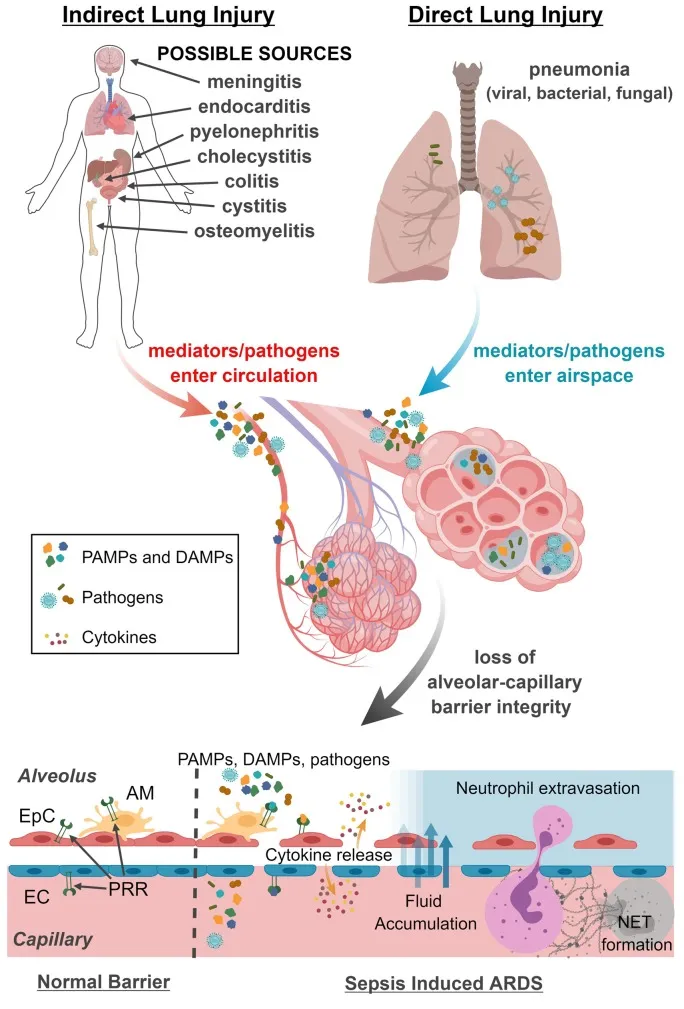 Indirect Lung Injury
Direct Lung Injury
POSSIBLE SOURCES
meningitis
endocarditis
pyelonephritis
cholecystitis
colitis
cystitis
osteomyelitis
pneumonia
(viral, bacterial, fungal)
mediators/pathogens
enter circulation
mediators/pathogens
enter airspace
PAMPs and DAMPs
Pathogens
Cytokines
loss of
alveolar-capillary
barrier integrity
Alveolus
AM
EpC
PRR
EC
Capillary
PAMPs, DAMPs, pathogens
Cytokine release
Fluid
Accumulation
Neutrophil extravasation
NET
formation
Normal Barrier
Sepsis Induced ARDS